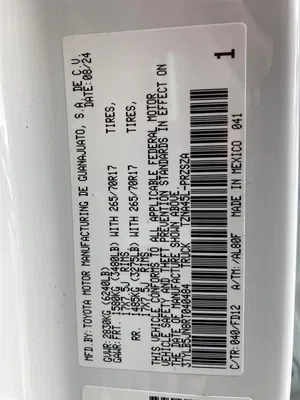 MFD.BY: TOYOTA MOTOR MANUFACTURING DE GUANAJUATO, S.A. DE C.V.
DATE: 08/24
GVWR: 2830KG (6240LB)
GAWR: FRT. 1580KG (3480LB) WITH 265/70R17 TIRES,
17X7.5J RIMS
RR. 1485KG (3275LB) WITH 265/70R17 TIRES,
17X7.5J RIMS
THIS VEHICLE CONFORMS TO ALL APPLICABLE FEDERAL MOTOR
VEHICLE SAFETY AND THEFT PREVENTION STANDARDS IN EFFECT ON
THE DATE OF MANUFACTURE SHOWN ABOVE.
TRUCK
C/TR: 040/FD12
A/TM: /AL80F
MADE IN MEXICO 041
1